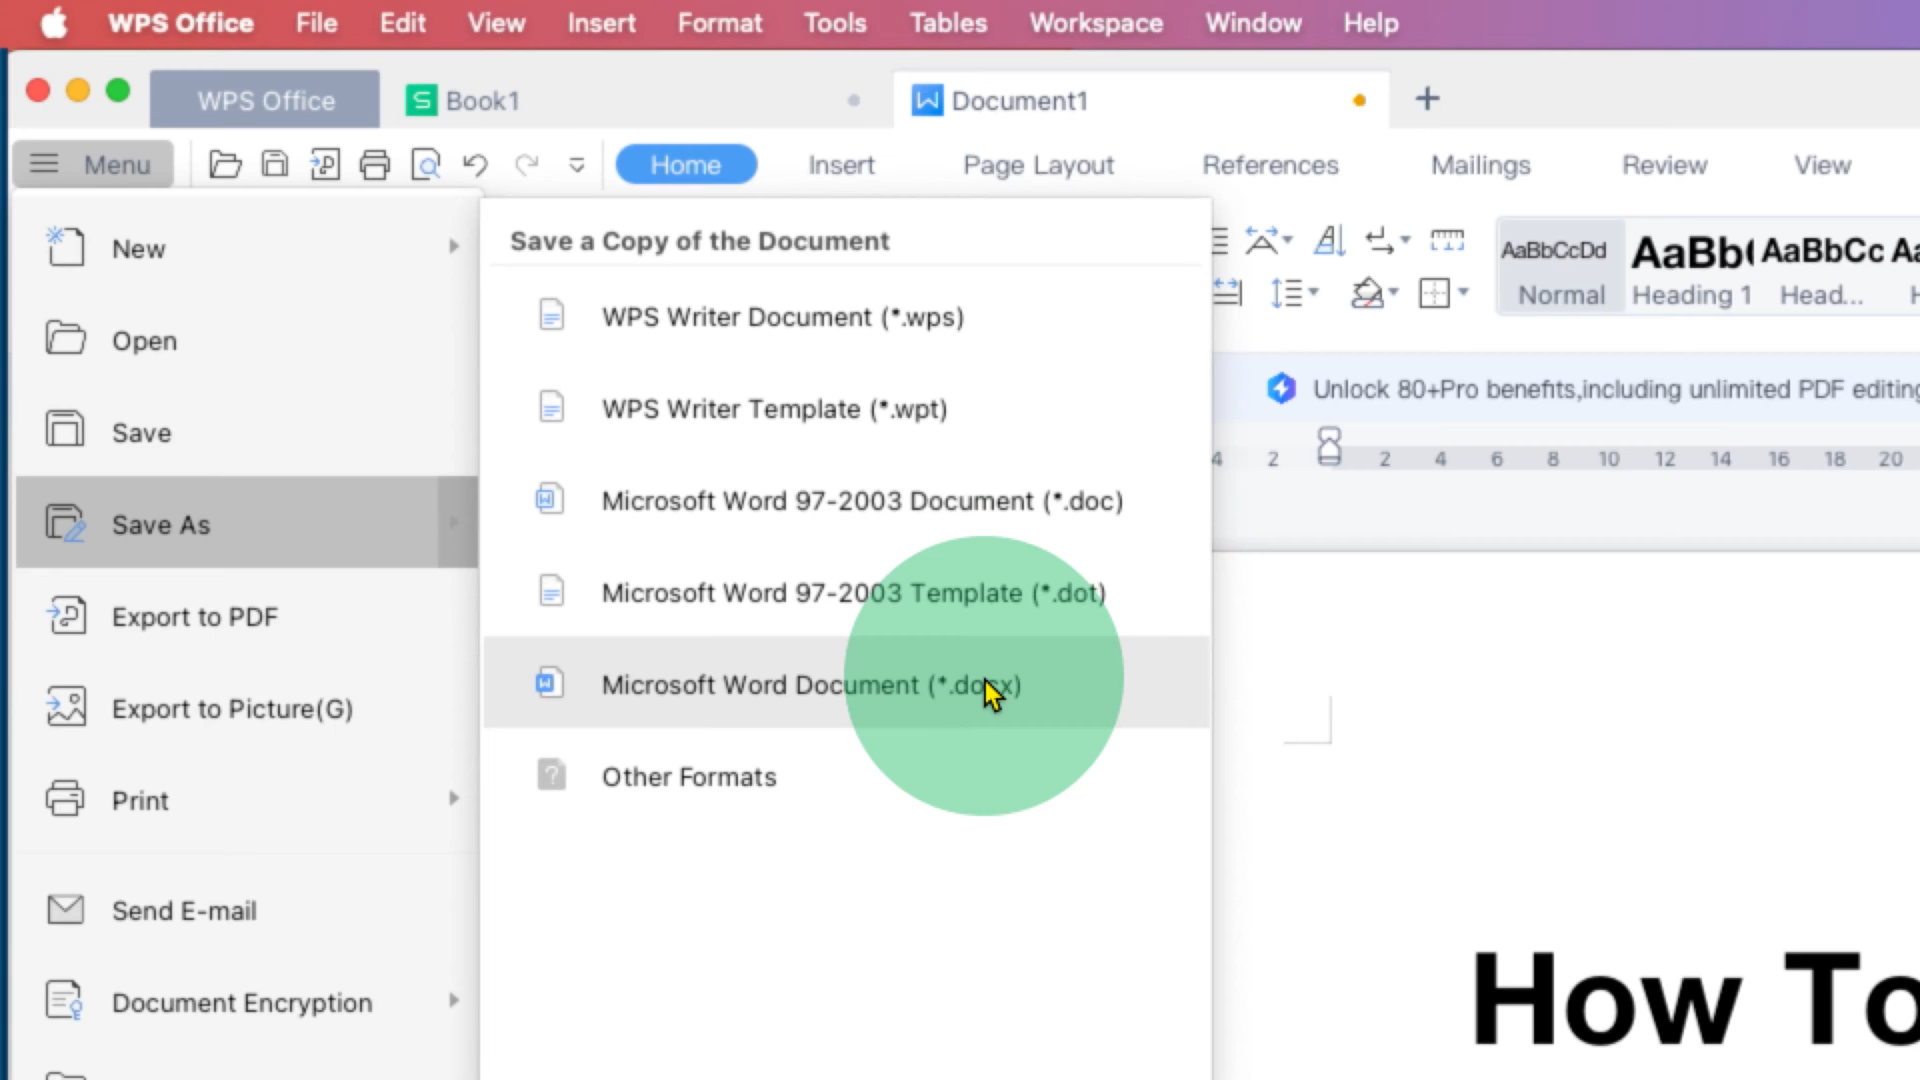 WPS Office File Edit View Insert Format Tools Tables Workspace Window Help
WPS Office Book1 Document1
Menu Home Insert Page Layout References Mailings Review View
New
Open
Save
Save As
Export to PDF
Export to Picture(G)
Print
Send E-mail
Document Encryption
Save a Copy of the Document
WPS Writer Document (*.wps)
WPS Writer Template (*.wpt)
Microsoft Word 97-2003 Document (*.doc)
Microsoft Word 97-2003 Template (*.dot)
Microsoft Word Document (*.docx)
Other Formats
AaBbCcDd AaBb AaBbCc Aa
Normal Heading 1 Head...
Unlock 80+Pro benefits,including unlimited PDF editing
4 2 2 4 6 8 10 12 14 16 18 20
How To